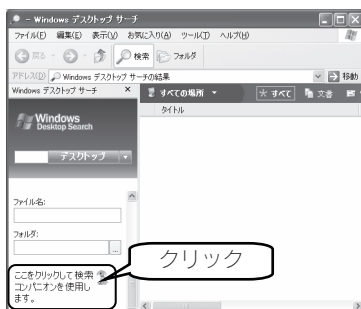 - Windows デスクトップ サーチ
ファイル(F) 編集(E) 表示(V) お気に入り(A) ツール(T) ヘルプ(H)
戻る 検索 フォルダ
アドレス(D) Windows デスクトップ サーチの結果 移動
Windows デスクトップ サーチ × すべての場所 すべて 文書
タイトル
Windows
Desktop Search
デスクトップ
ファイル名:
フォルダ:
...
ここをクリックして検索
コンパニオンを使用し
ます。
クリック